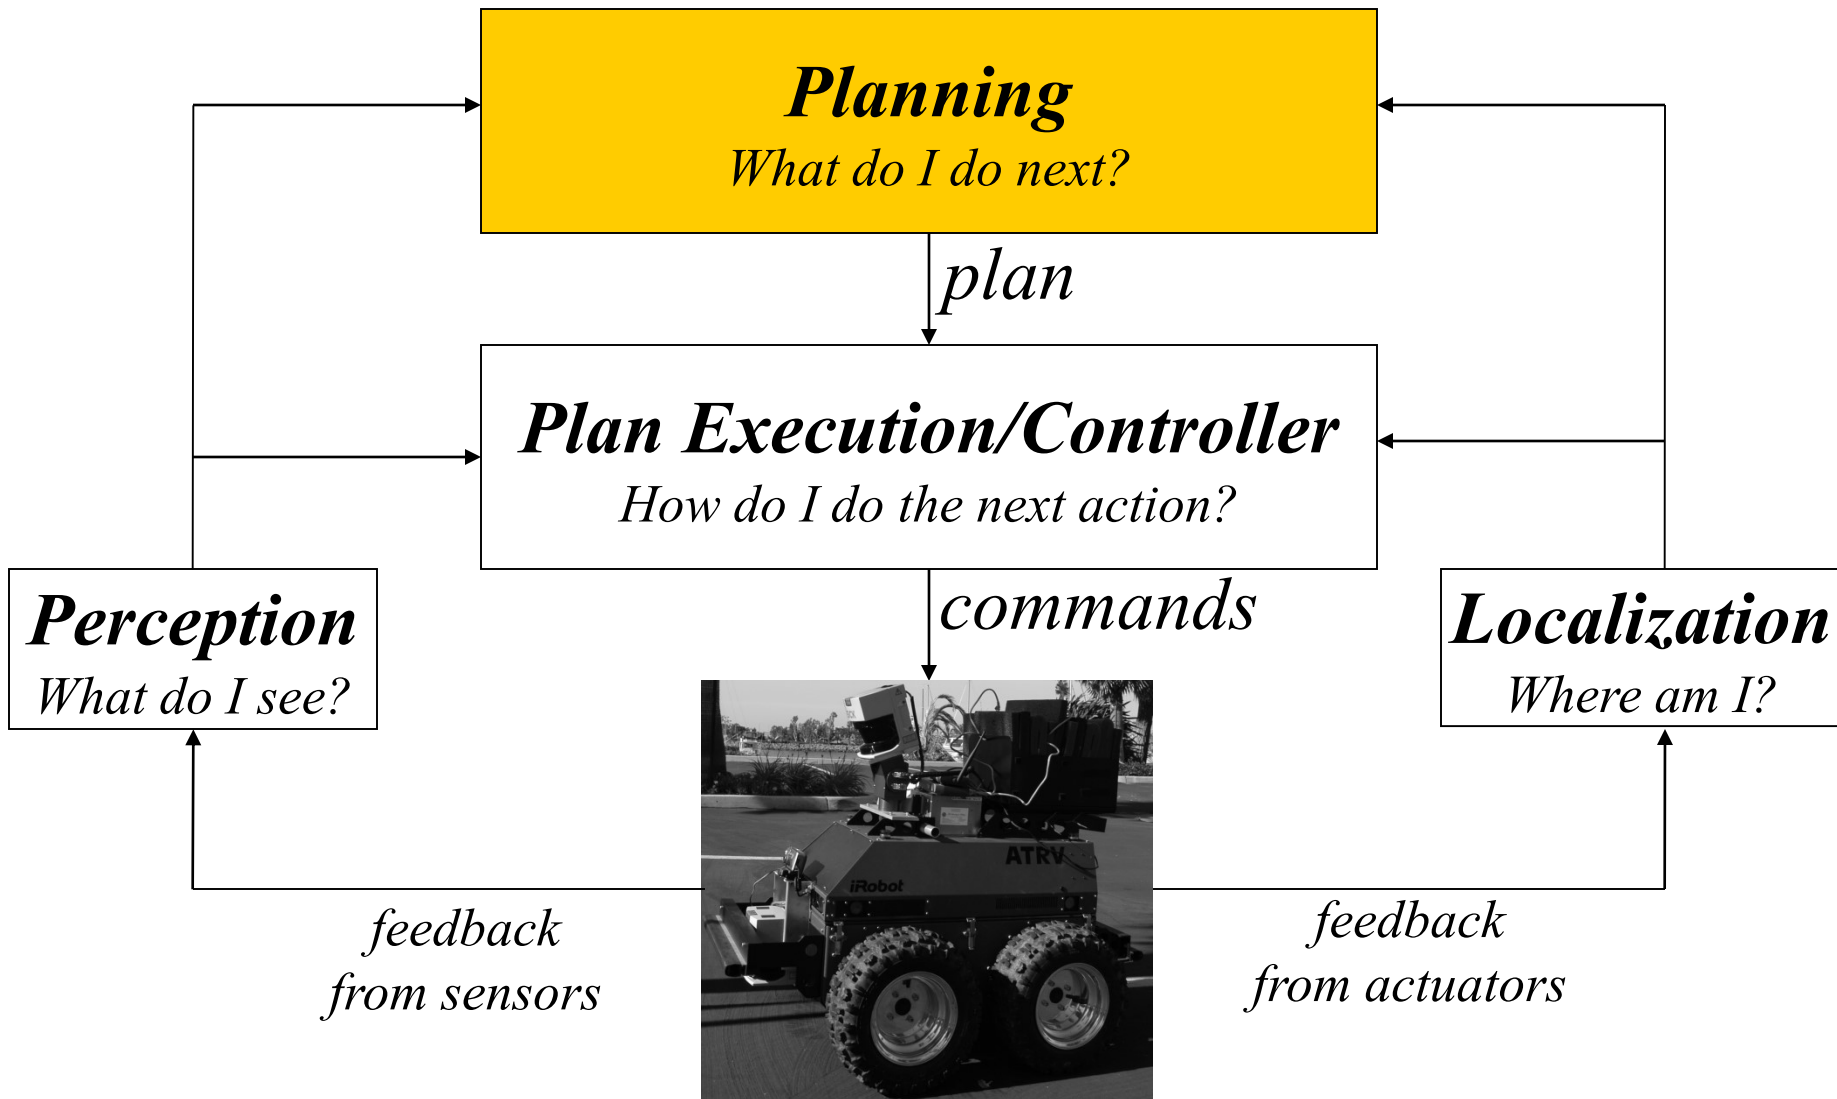 Planning
What do I do next?
plan
Plan Execution/Controller
How do I do the next action?
commands
Perception
What do I see?
Localization
Where am I?
ATRV
iRobot
feedback
from sensors
feedback
from actuators